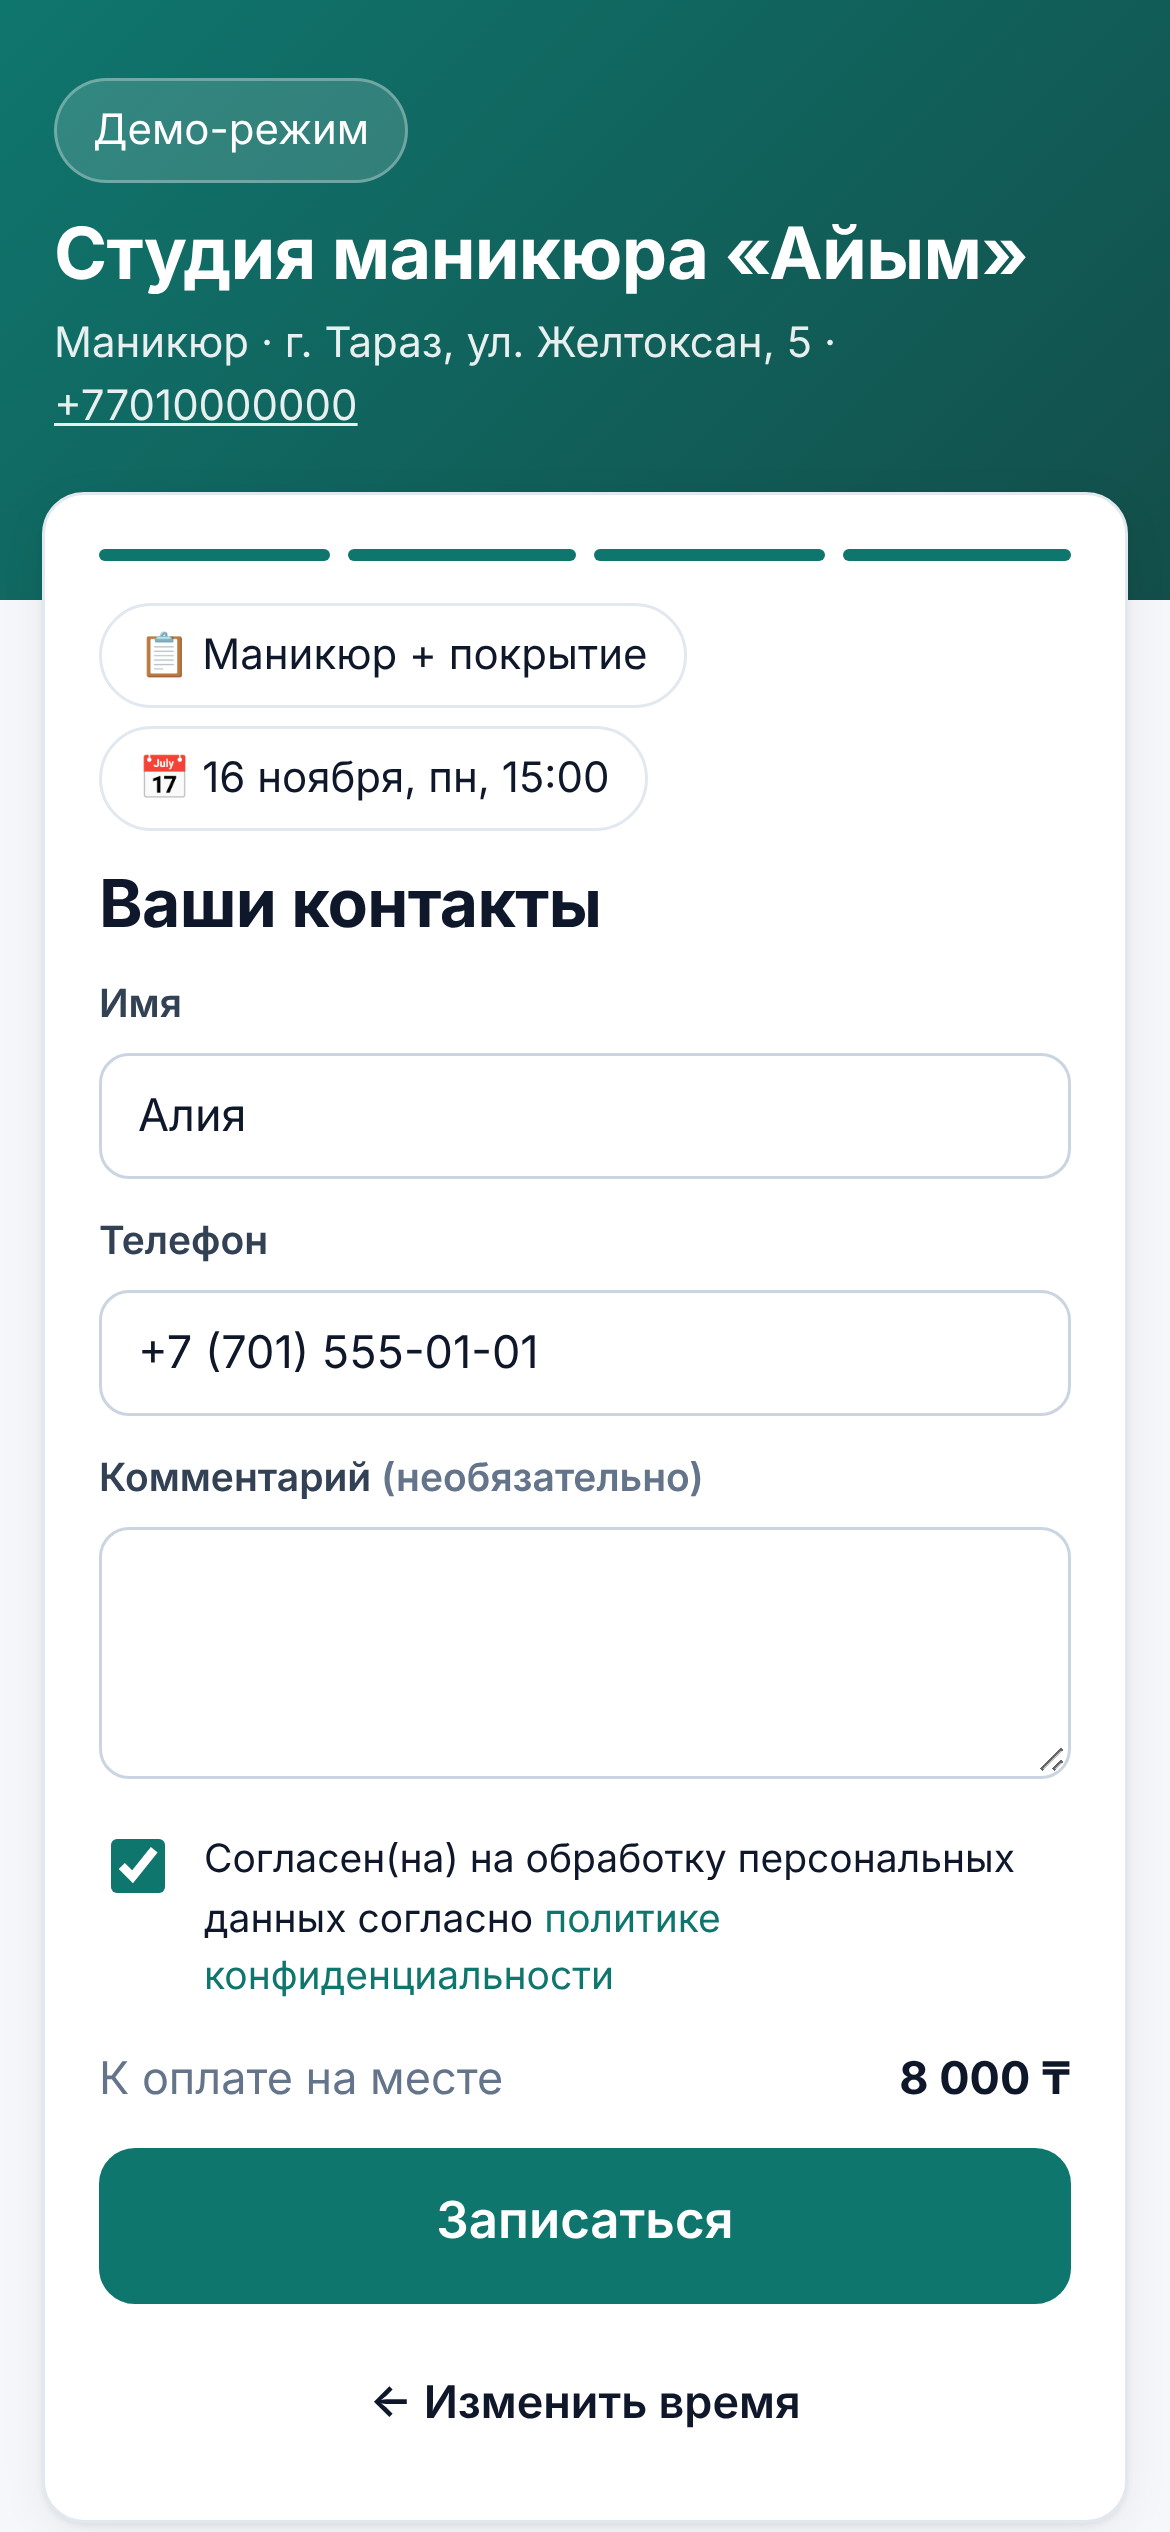 Демо-режим
Студия маникюра «Айым»
Маникюр · г. Тараз, ул. Желтоксан, 5 ·
+77010000000
📋 Маникюр + покрытие
📅 16 ноября, пн, 15:00
Ваши контакты
Имя
Алия
Телефон
+7 (701) 555-01-01
Комментарий (необязательно)
Согласен(на) на обработку персональных
данных согласно политике
конфиденциальности
К оплате на месте 8 000 ₸
Записаться
← Изменить время